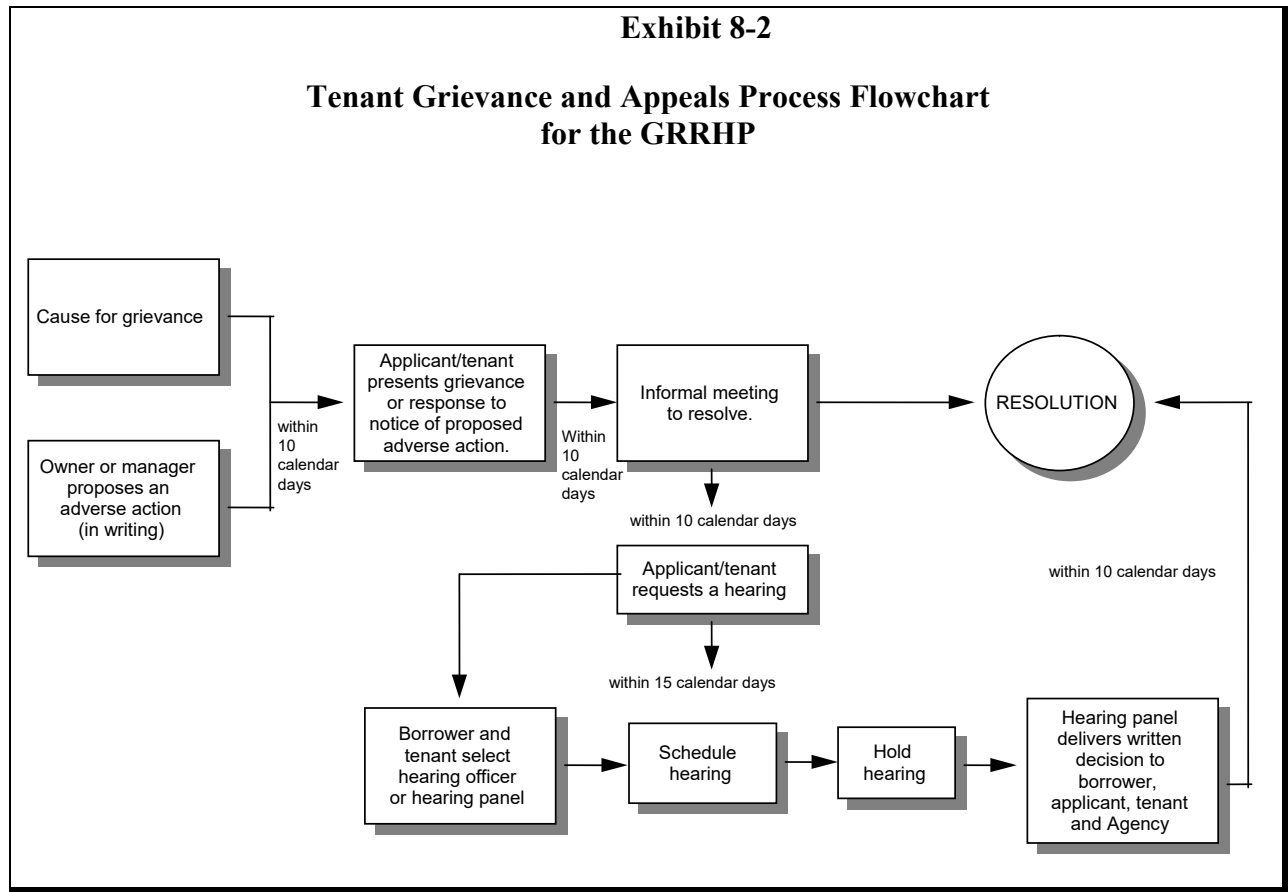 Exhibit 8-2
Tenant Grievance and Appeals Process Flowchart
for the GRRHP
Cause for grievance
Owner or manager
proposes an
adverse action
(in writing)
within
10
calendar
days
Applicant/tenant
presents grievance
or response to
notice of proposed
adverse action.
Within
10
calendar
days
Informal meeting
to resolve.
RESOLUTION
within 10 calendar days
Applicant/tenant
requests a hearing
within 10 calendar days
within 15 calendar days
Borrower and
tenant select
hearing officer
or hearing panel
Schedule
hearing
Hold
hearing
Hearing panel
delivers written
decision to
borrower,
applicant, tenant
and Agency